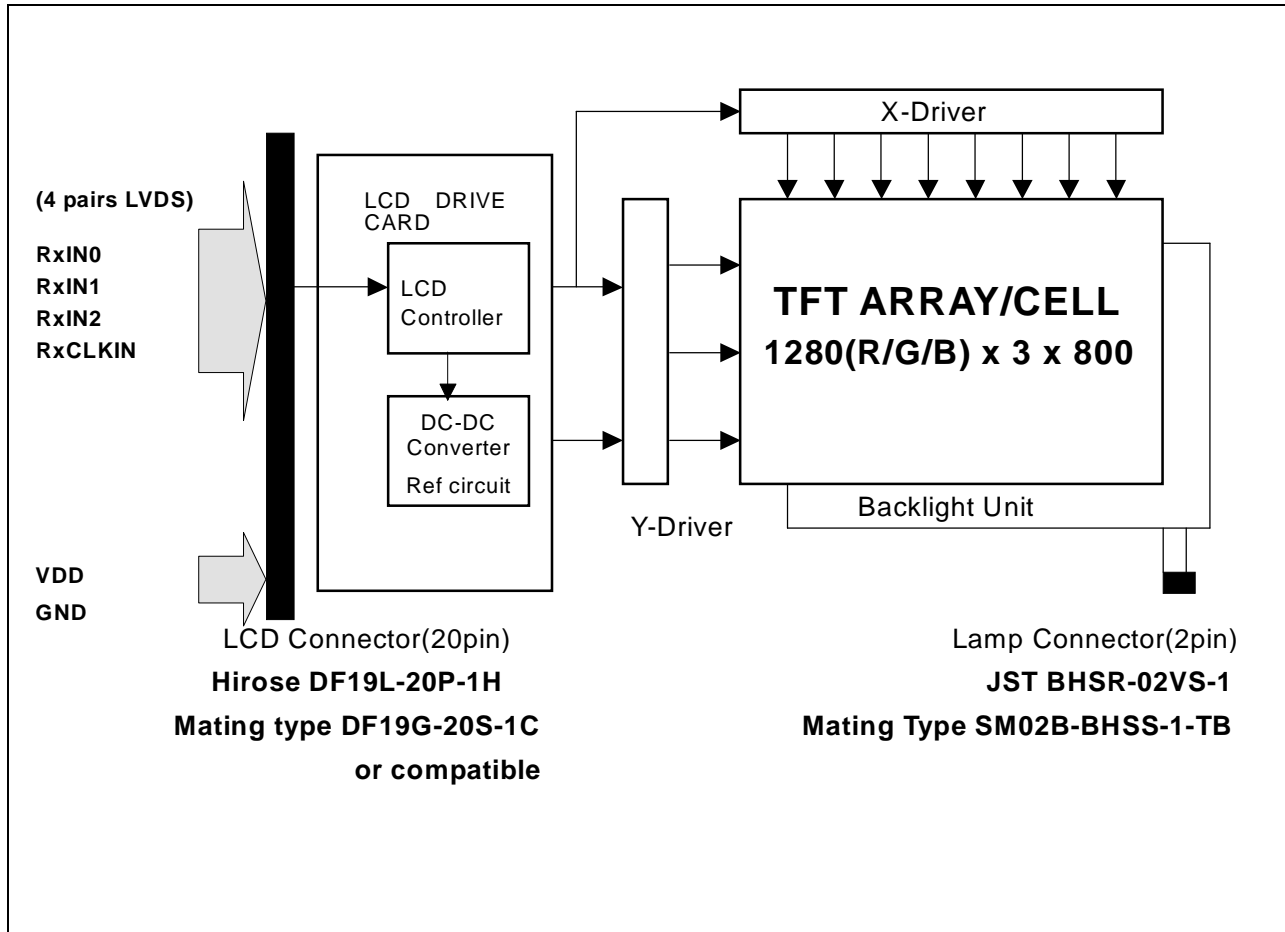 X-Driver
(4 pairs LVDS)
RxIN0
RxIN1
RxIN2
RxCLKIN
LCD DRIVE
CARD
LCD
Controller
DC-DC
Converter
Ref circuit
TFT ARRAY/CELL
1280(R/G/B) x 3 x 800
Backlight Unit
Y-Driver
VDD
GND
LCD Connector(20pin)
Hirose DF19L-20P-1H
Mating type DF19G-20S-1C
or compatible
Lamp Connector(2pin)
JST BHSR-02VS-1
Mating Type SM02B-BHSS-1-TB